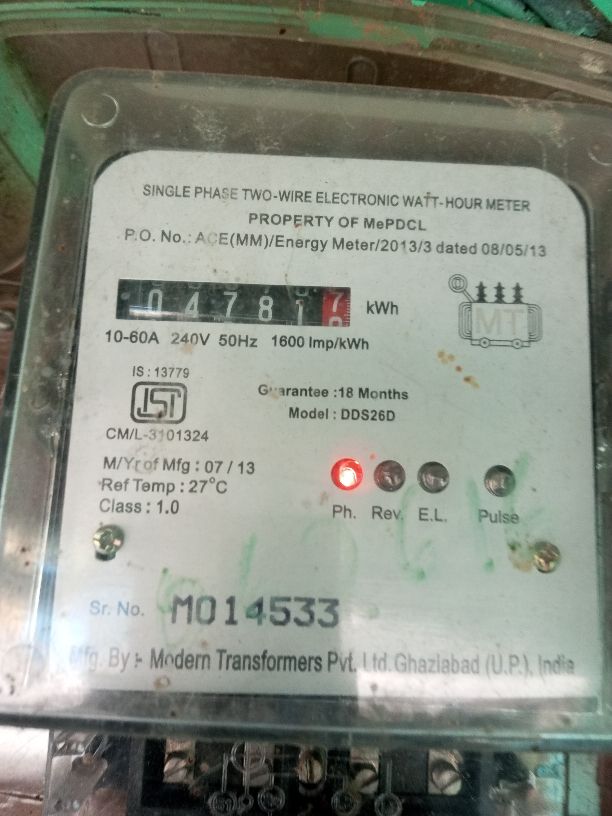 SINGLE PHASE TWO-WIRE ELECTRONIC WATT-HOUR METER
PROPERTY OF MePDCL
P.O. No.: ACE(MM)/Energy Meter/2013/3 dated 08/05/13
04781 7 kWh
MT
10-60A 240V 50Hz 1600 Imp/kWh
IS : 13779
ISI
CM/L-3101324
Guarantee : 18 Months
Model : DDS26D
M/Yr of Mfg : 07 / 13
Ref Temp : 27°C
Class : 1.0
Ph. Rev. E.L. Pulse
Sr. No. M014533
Mfg. By :- Modern Transformers Pvt. Ltd. Ghaziabad (U.P.), India